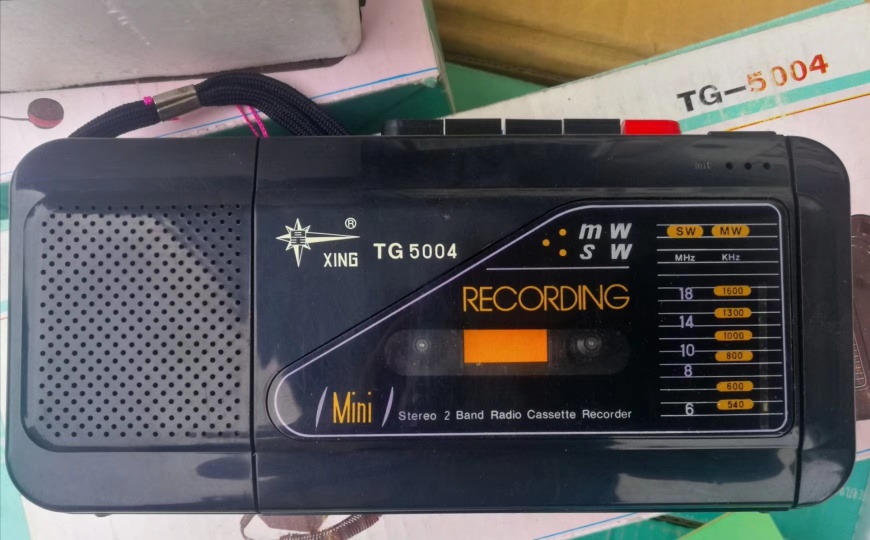 TG-5004
®
XING TG 5004
mW
SW
SW MW
MHz KHz
RECORDING
18 1600
1300
14
1000
10 800
8
600
6 540
Mini Stereo 2 Band Radio Cassette Recorder